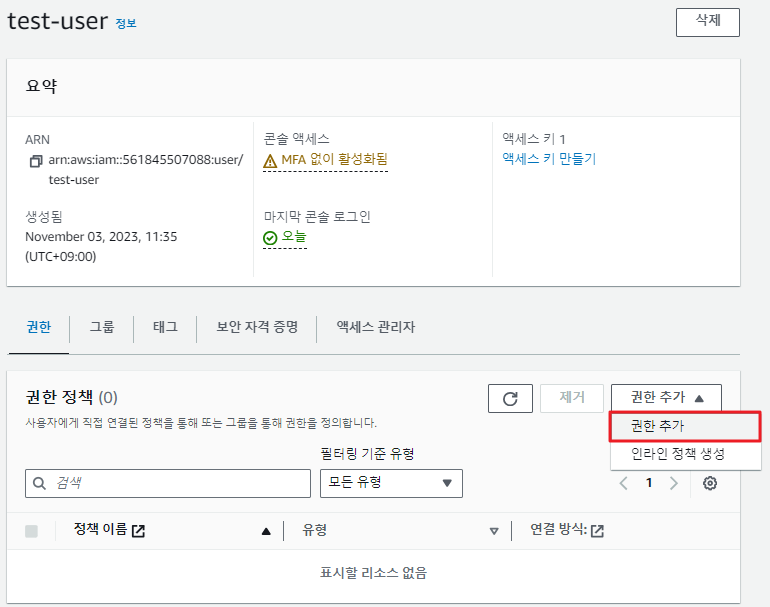 test-user 정보
삭제
요약
ARN
arn:aws:iam::561845507088:user/
test-user
생성됨
November 03, 2023, 11:35
(UTC+09:00)
콘솔 액세스
MFA 없이 활성화됨
마지막 콘솔 로그인
오늘
액세스 키 1
액세스 키 만들기
권한
그룹
태그
보안 자격 증명
액세스 관리자
권한 정책 (0)
제거
권한 추가
권한 추가
인라인 정책 생성
사용자에게 직접 연결된 정책을 통해 또는 그룹을 통해 권한을 정의합니다.
필터링 기준 유형
검색
모든 유형
1
정책 이름
유형
연결 방식:
표시할 리소스 없음